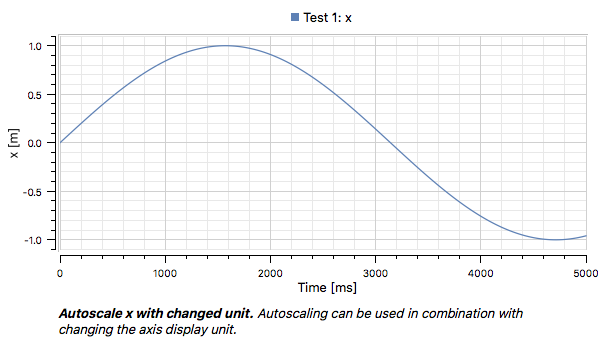 Test 1: x
1.0
0.5
0.0
-0.5
-1.0
x [m]
0 1000 2000 3000 4000 5000
Time [ms]
Autoscale x with changed unit. Autoscaling can be used in combination with
changing the axis display unit.